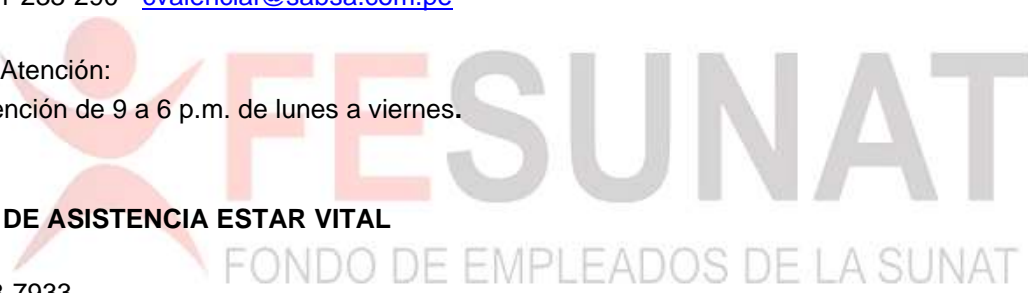 Atención:
ención de 9 a 6 p.m. de lunes a viernes.
FESUNAT
DE ASISTENCIA ESTAR VITAL
FONDO DE EMPLEADOS DE LA SUNAT